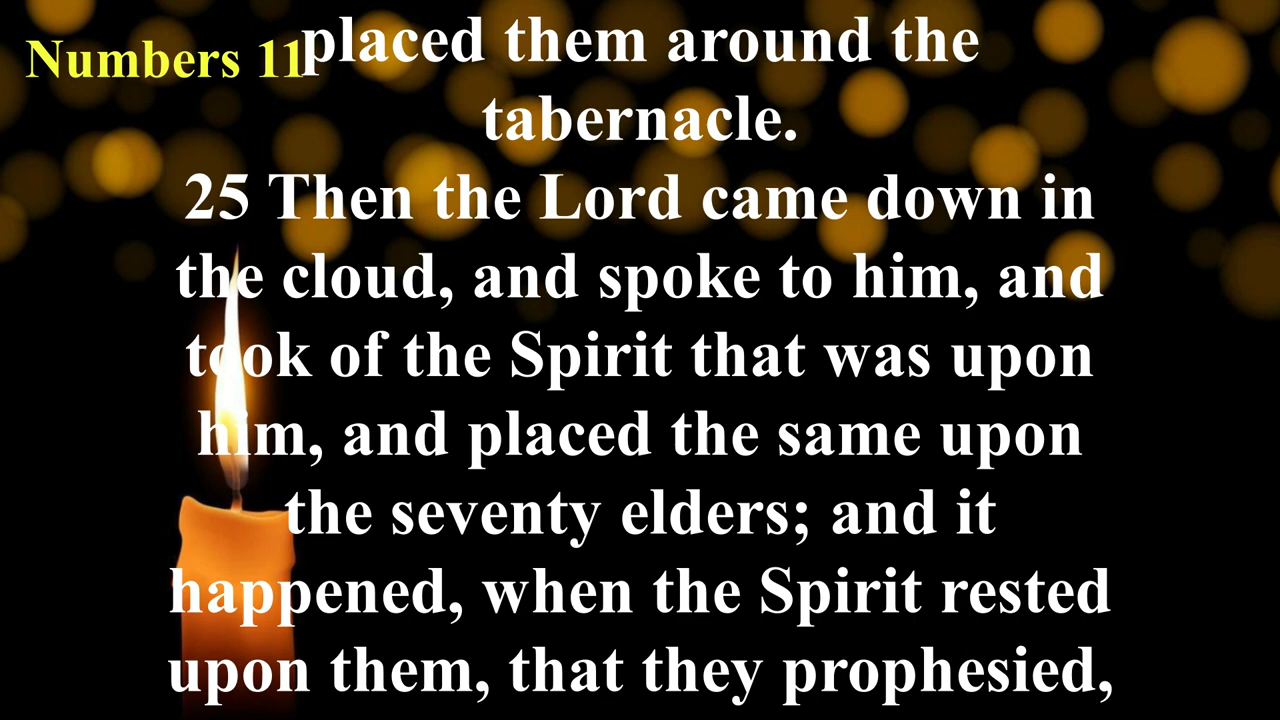 Numbers 11
placed them around the
tabernacle.
25 Then the Lord came down in
the cloud, and spoke to him, and
took of the Spirit that was upon
him, and placed the same upon
the seventy elders; and it
happened, when the Spirit rested
upon them, that they prophesied,